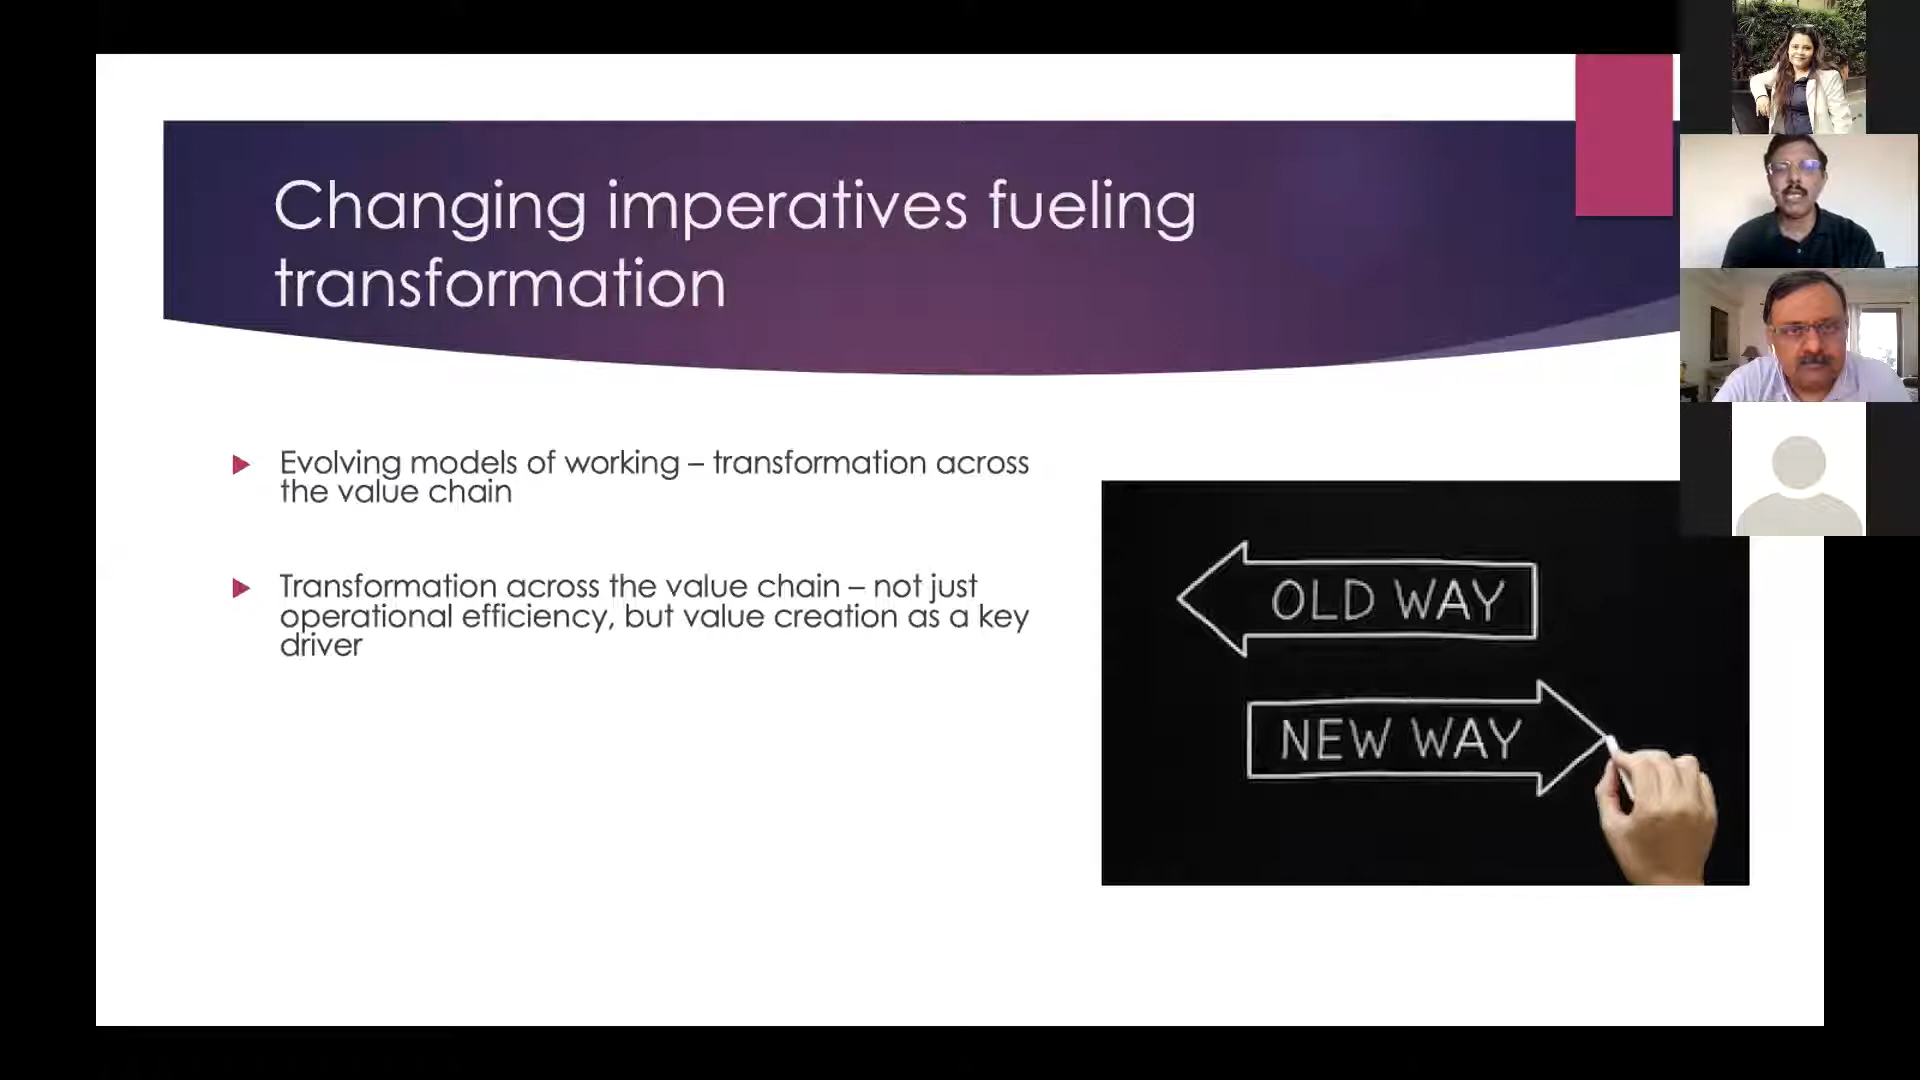 Changing imperatives fueling
transformation
Evolving models of working – transformation across
the value chain
Transformation across the value chain – not just
operational efficiency, but value creation as a key
driver
OLD WAY
NEW WAY